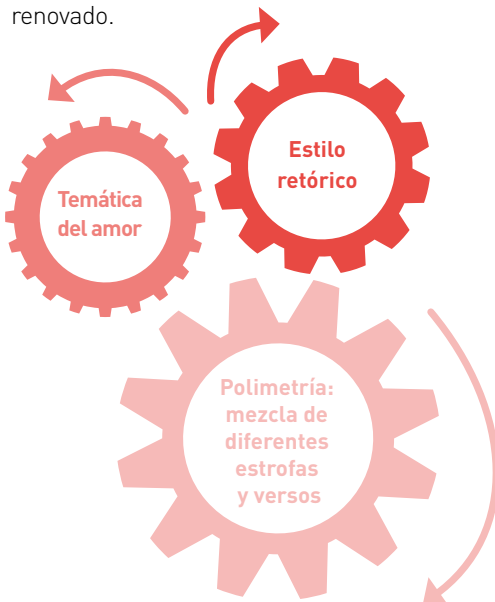 renovado.
Estilo
retórico
Temática
del amor
Polimetría:
mezcla de
diferentes
estrofas
y versos